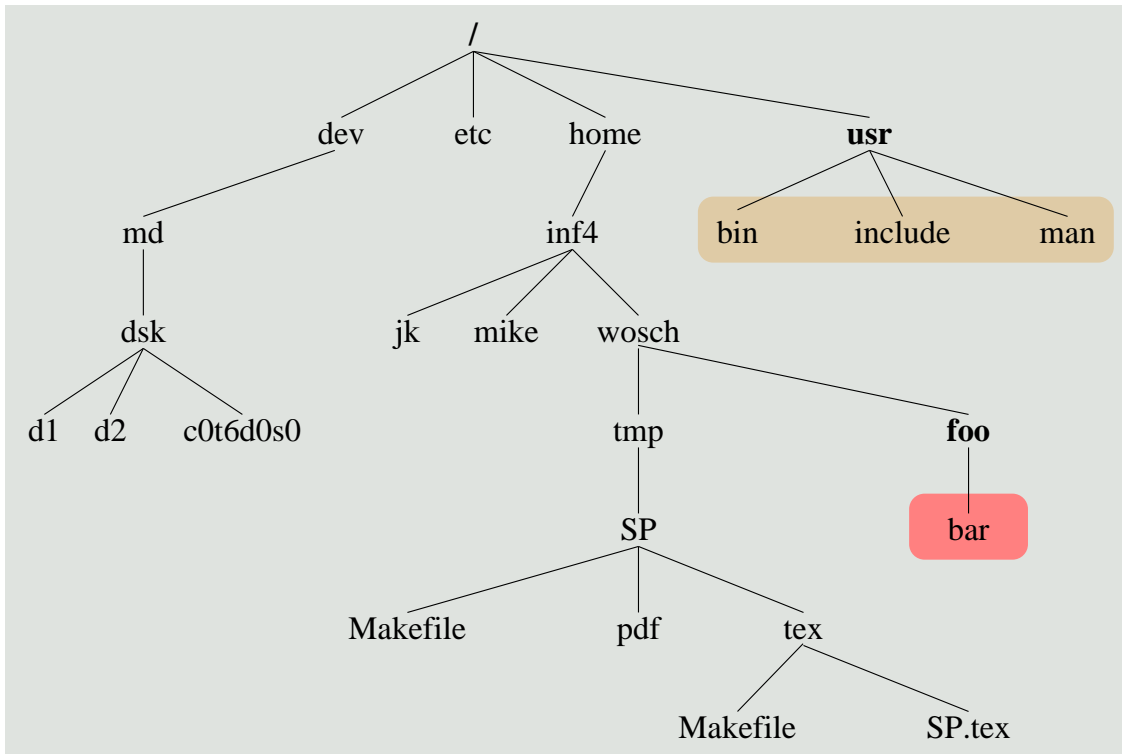 /
dev etc home usr
md inf4 bin include man
dsk jk mike wosch
d1 d2 c0t6d0s0 tmp foo
SP bar
Makefile pdf tex
Makefile SP.tex